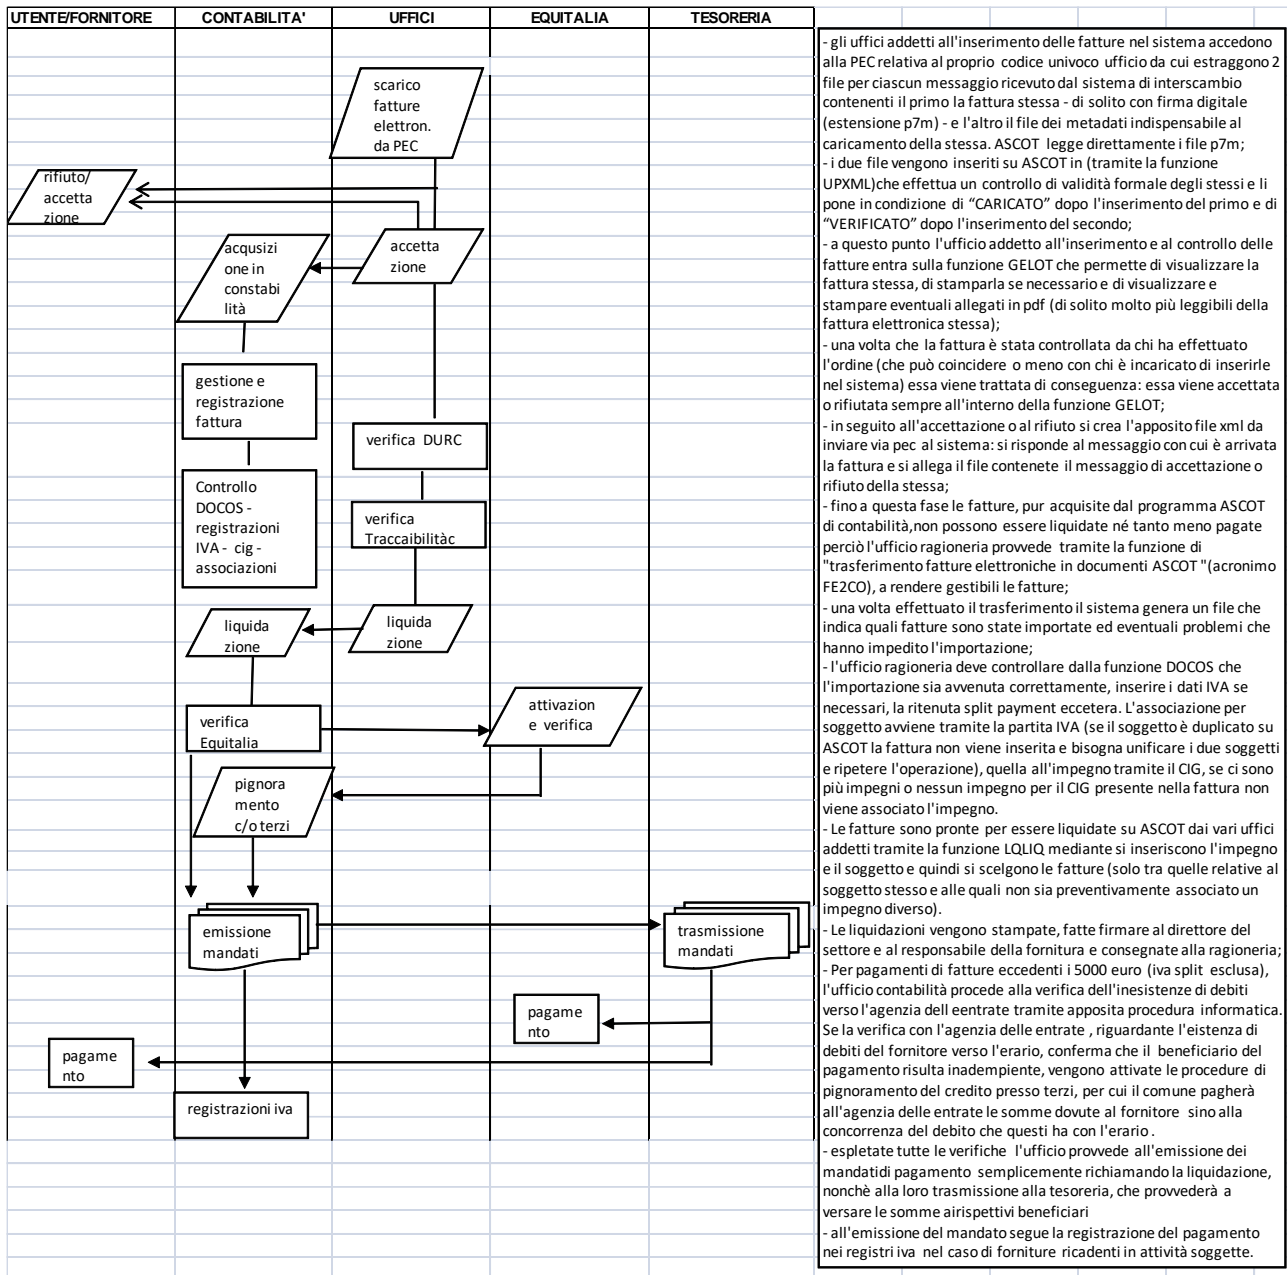 UTENTE/FORNITORE
CONTABILITA'
UFFICI
EQUITALIA
TESORERIA
scarico
fatture
elettron.
da PEC
rifiuto/
accetta
zione
acqusizi
one in
constabi
lità
accetta
zione
gestione e
registrazione
fattura
verifica DURC
Controllo
DOCOS -
registrazioni
IVA - cig -
associazioni
verifica
Traccaibilitàc
liquida
zione
liquida
zione
attivazion
e verifica
verifica
Equitalia
pignora
mento
c/o terzi
emissione
mandati
trasmissione
mandati
pagame
nto
pagame
nto
registrazioni iva
- gli uffici addetti all'inserimento delle fatture nel sistema accedono
alla PEC relativa al proprio codice univoco ufficio da cui estraggono 2
file per ciascun messaggio ricevuto dal sistema di interscambio
contenenti il primo la fattura stessa - di solito con firma digitale
(estensione p7m) - e l'altro il file dei metadati indispensabile al
caricamento della stessa. ASCOT legge direttamente i file p7m;
- i due file vengono inseriti su ASCOT in (tramite la funzione
UPXML)che effettua un controllo di validità formale degli stessi e li
pone in condizione di “CARICATO” dopo l'inserimento del primo e di
“VERIFICATO” dopo l'inserimento del secondo;
- a questo punto l'ufficio addetto all'inserimento e al controllo delle
fatture entra sulla funzione GELOT che permette di visualizzare la
fattura stessa, di stamparla se necessario e di visualizzare e
stampare eventuali allegati in pdf (di solito molto più leggibili della
fattura elettronica stessa);
- una volta che la fattura è stata controllata da chi ha effettuato
l'ordine (che può coincidere o meno con chi è incaricato di inserirle
nel sistema) essa viene trattata di conseguenza: essa viene accettata
o rifiutata sempre all'interno della funzione GELOT;
- in seguito all'accettazione o al rifiuto si crea l'apposito file xml da
inviare via pec al sistema: si risponde al messaggio con cui è arrivata
la fattura e si allega il file contenete il messaggio di accettazione o
rifiuto della stessa;
- fino a questa fase le fatture, pur acquisite dal programma ASCOT
di contabilità,non possono essere liquidate né tanto meno pagate
perciò l'ufficio ragioneria provvede tramite la funzione di
"trasferimento fatture elettroniche in documenti ASCOT "(acronimo
FE2CO), a rendere gestibili le fatture;
- una volta effettuato il trasferimento il sistema genera un file che
indica quali fatture sono state importate ed eventuali problemi che
hanno impedito l'importazione;
- l'ufficio ragioneria deve controllare dalla funzione DOCOS che
l'importazione sia avvenuta correttamente, inserire i dati IVA se
necessari, la ritenuta split payment eccetera. L'associazione per
soggetto avviene tramite la partita IVA (se il soggetto è duplicato su
ASCOT la fattura non viene inserita e bisogna unificare i due soggetti
e ripetere l'operazione), quella all'impegno tramite il CIG, se ci sono
più impegni o nessun impegno per il CIG presente nella fattura non
viene associato l'impegno.
- Le fatture sono pronte per essere liquidate su ASCOT dai vari uffici
addetti tramite la funzione LQLIQ mediante si inseriscono l'impegno
e il soggetto e quindi si scelgono le fatture (solo tra quelle relative al
soggetto stesso e alle quali non sia preventivamente associato un
impegno diverso).
- Le liquidazioni vengono stampate, fatte firmare al direttore del
settore e al responsabile della fornitura e consegnate alla ragioneria;
- Per pagamenti di fatture eccedenti i 5000 euro (iva split esclusa),
l'ufficio contabilità procede alla verifica dell'inesistenze di debiti
verso l'agenzia dell eentrate tramite apposita procedura informatica.
Se la verifica con l'agenzia delle entrate , riguardante l'eistenza di
debiti del fornitore verso l'erario, conferma che il beneficiario del
pagamento risulta inadempiente, vengono attivate le procedure di
pignoramento del credito presso terzi, per cui il comune pagherà
all'agenzia delle entrate le somme dovute al fornitore sino alla
concorrenza del debito che questi ha con l'erario .
- espletate tutte le verifiche l'ufficio provvede all'emissione dei
mandatidi pagamento semplicemente richiamando la liquidazione,
nonchè alla loro trasmissione alla tesoreria, che provvederà a
versare le somme airispettivi beneficiari
- all'emissione del mandato segue la registrazione del pagamento
nei registri iva nel caso di forniture ricadenti in attività soggette.